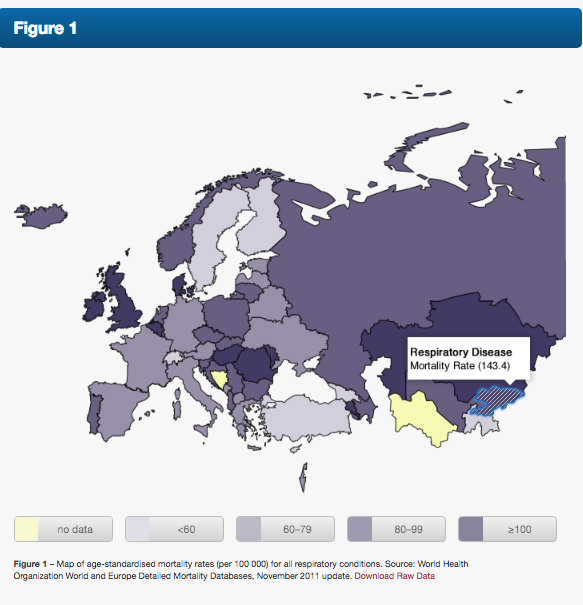 Figure 1
Respiratory Disease
Mortality Rate (143.4)
no data
<60
60–79
80–99
≥100
Figure 1 – Map of age-standardised mortality rates (per 100 000) for all respiratory conditions. Source: World Health
Organization World and Europe Detailed Mortality Databases, November 2011 update. Download Raw Data